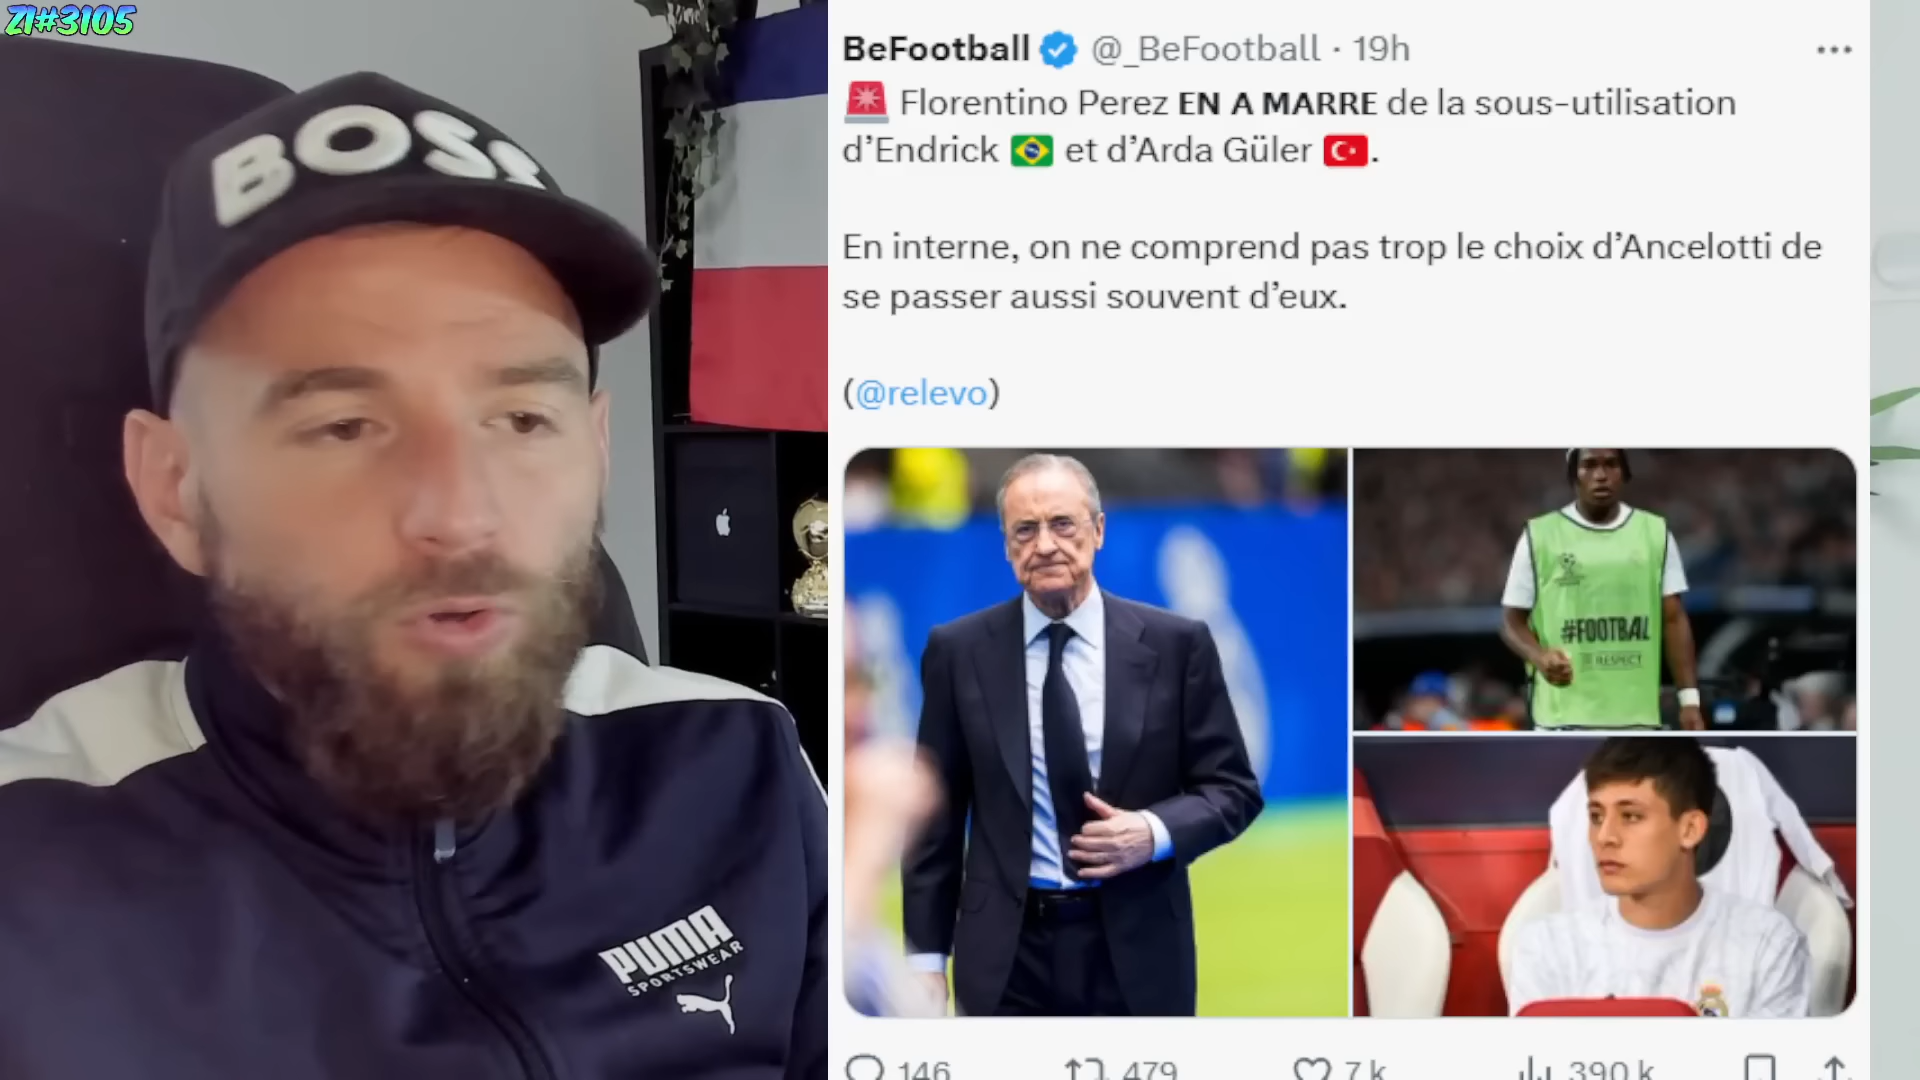 ZI#3105
BOSS
PUMA
SPORTSWEAR
BeFootball @_BeFootball · 19h
🚨 Florentino Perez EN A MARRE de la sous-utilisation
d’Endrick 🇧🇷 et d’Arda Güler 🇹🇷.
En interne, on ne comprend pas trop le choix d’Ancelotti de
se passer aussi souvent d’eux.
(@relevo)
#FOOTBAL
RESPECT
146 479 7 k 390 k